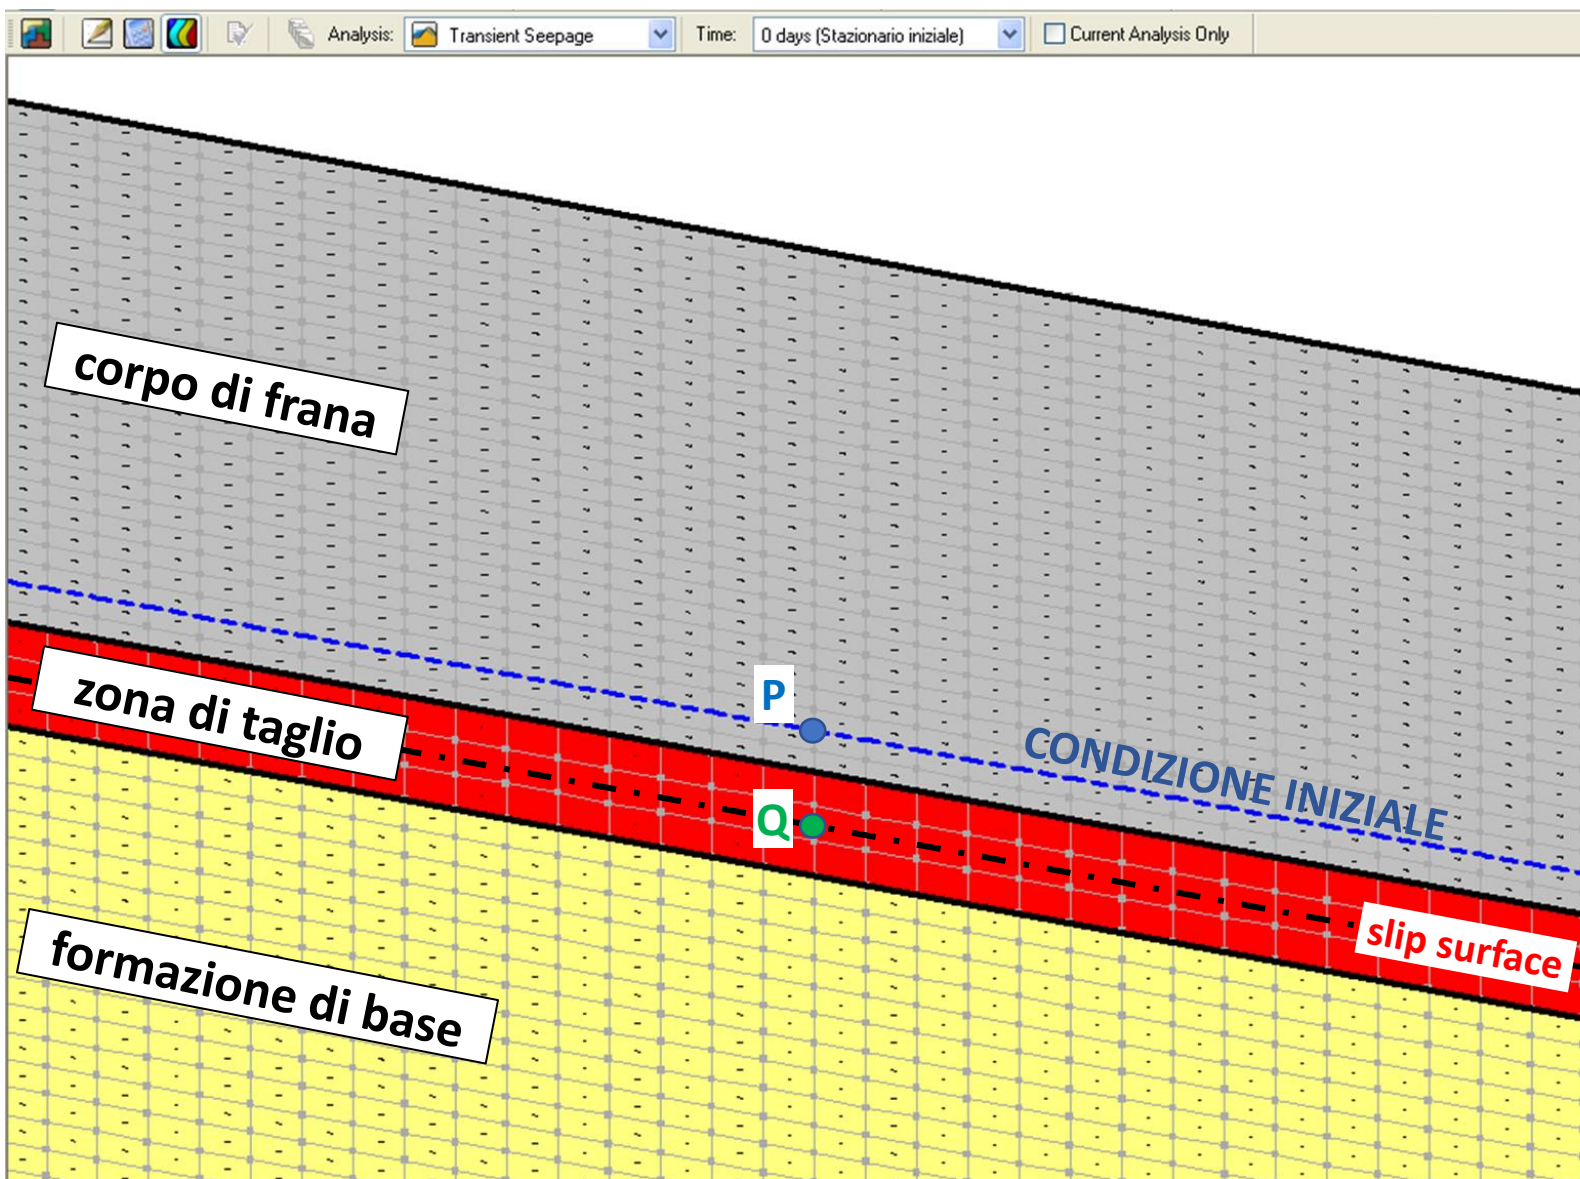 Analysis: Transient Seepage Time: 0 days (Stazionario iniziale) Current Analysis Only
corpo di frana
zona di taglio
P
Q
CONDIZIONE INIZIALE
slip surface
formazione di base